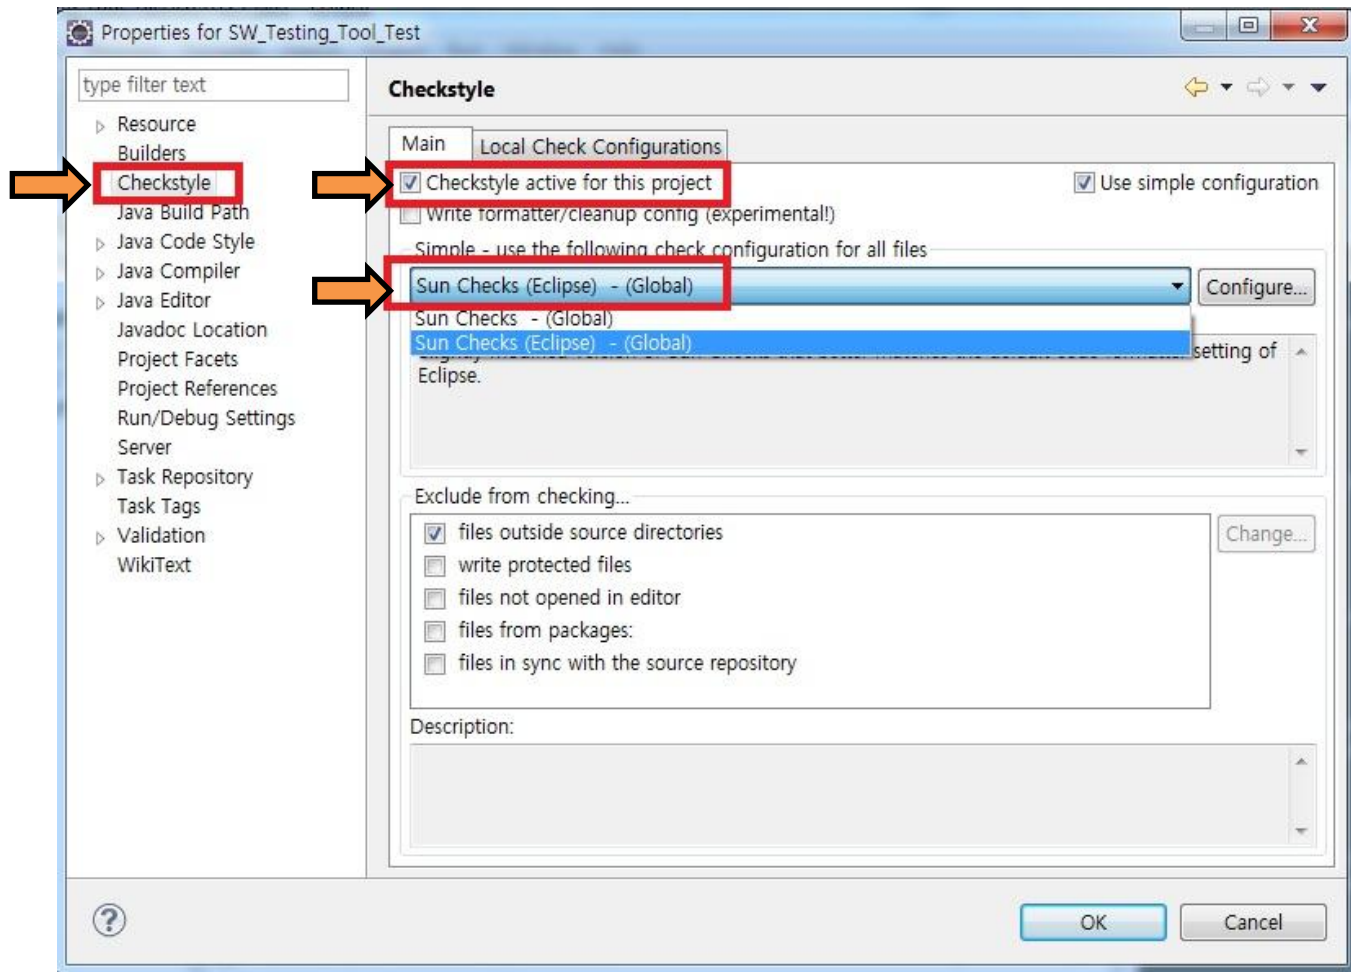 Properties for SW_Testing_Tool_Test
type filter text
Resource
Builders
Checkstyle
Java Build Path
Java Code Style
Java Compiler
Java Editor
Javadoc Location
Project Facets
Project References
Run/Debug Settings
Server
Task Repository
Task Tags
Validation
WikiText
Checkstyle
Main
Local Check Configurations
Checkstyle active for this project
Use simple configuration
Write formatter/cleanup config (experimental!)
Simple - use the following check configuration for all files
Sun Checks (Eclipse) - (Global)
Configure...
Sun Checks - (Global)
Sun Checks (Eclipse) - (Global)
setting of
Eclipse.
Exclude from checking...
files outside source directories
Change...
write protected files
files not opened in editor
files from packages:
files in sync with the source repository
Description:
OK
Cancel